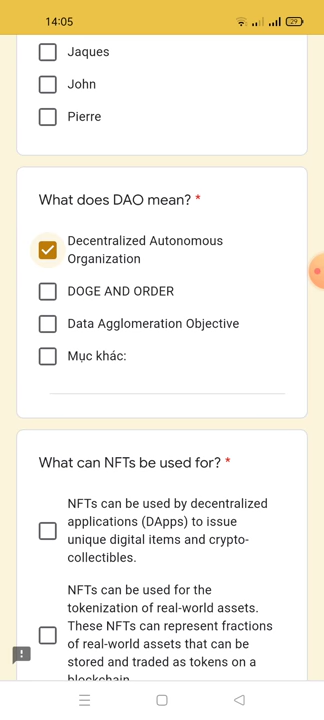 14:05
29
Jaques
John
Pierre
What does DAO mean? *
Decentralized Autonomous
Organization
DOGE AND ORDER
Data Agglomeration Objective
Mục khác:
What can NFTs be used for? *
NFTs can be used by decentralized
applications (DApps) to issue
unique digital items and crypto-
collectibles.
NFTs can be used for the
tokenization of real-world assets.
These NFTs can represent fractions
of real-world assets that can be
stored and traded as tokens on a
blockchain